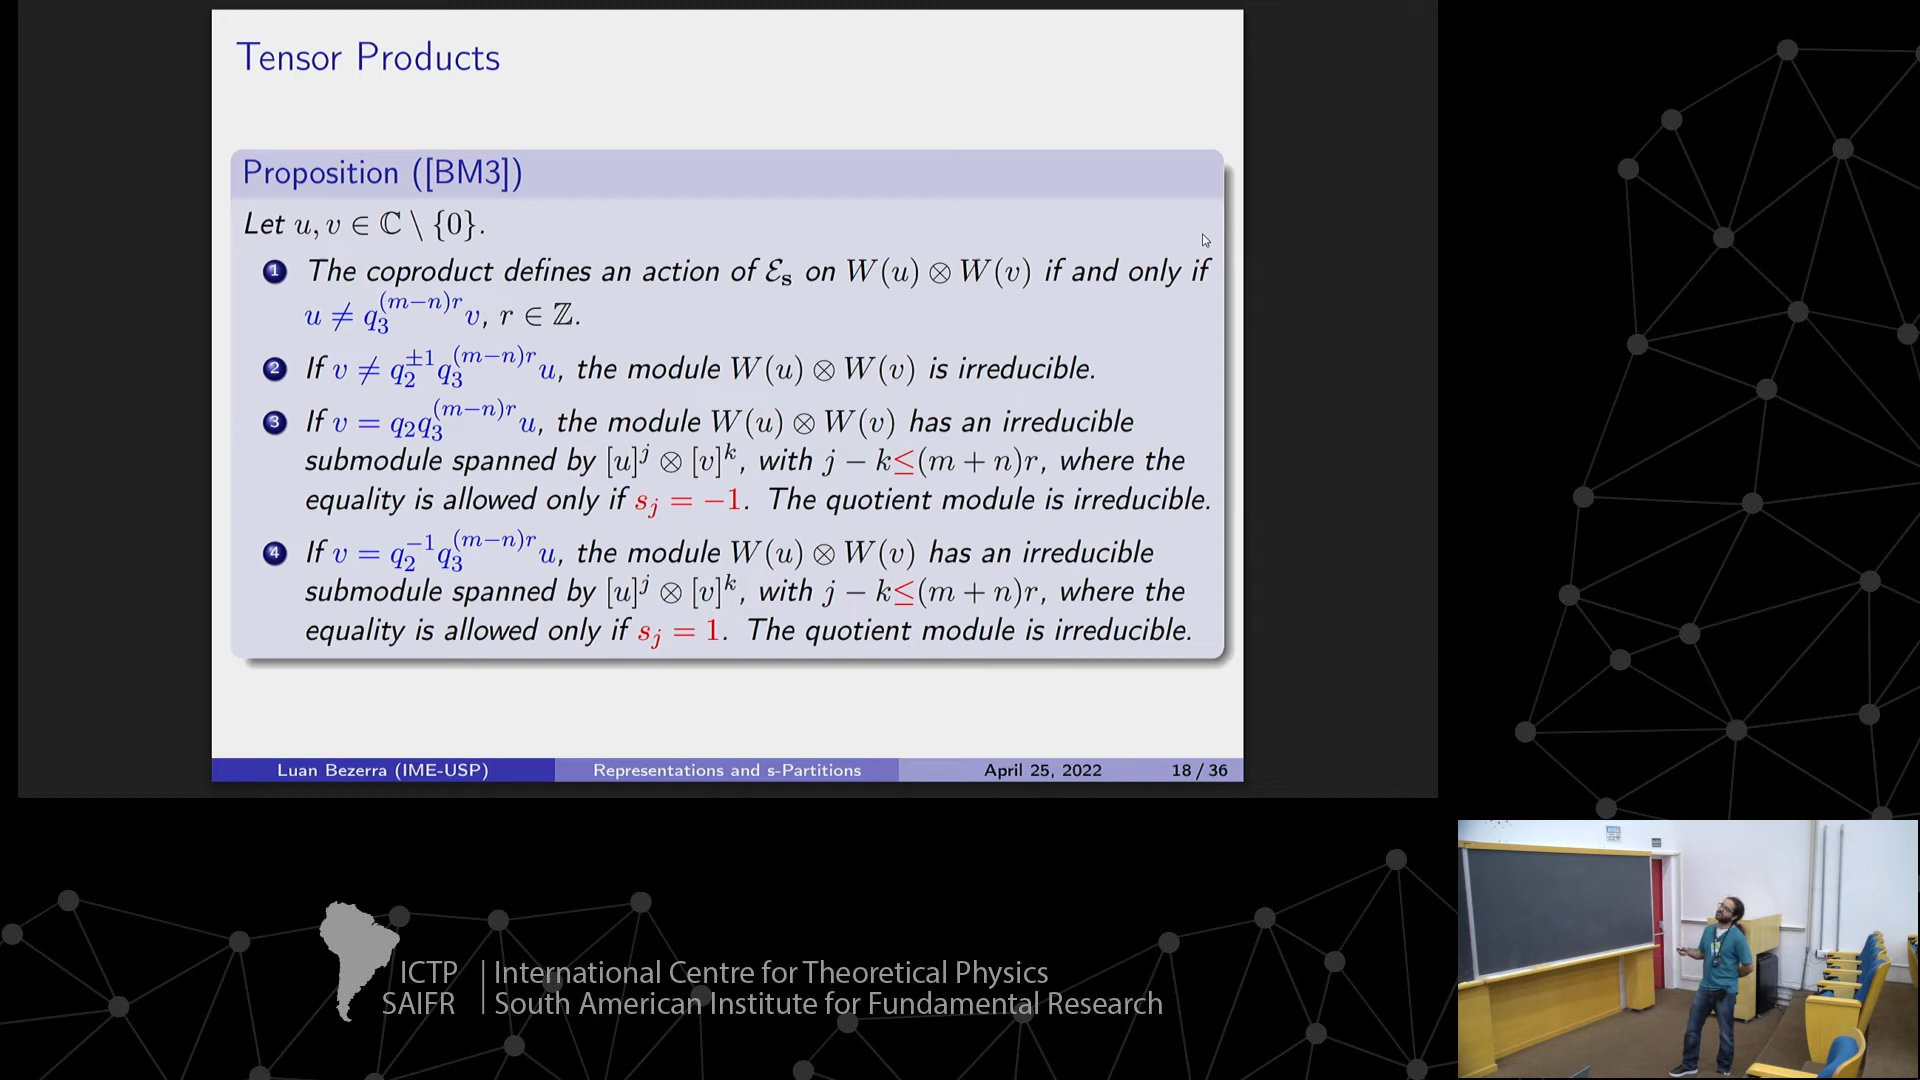 Tensor Products
Proposition ([BM3])
Let u, v ∈ ℂ \ {0}.
1 The coproduct defines an action of ℰ_𝐬 on W(u) ⊗ W(v) if and only if
u ≠ q_3^{(m−n)r} v, r ∈ ℤ.
2 If v ≠ q_2^{±1} q_3^{(m−n)r} u, the module W(u) ⊗ W(v) is irreducible.
3 If v = q_2 q_3^{(m−n)r} u, the module W(u) ⊗ W(v) has an irreducible
submodule spanned by [u]^j ⊗ [v]^k, with j − k ≤ (m + n)r, where the
equality is allowed only if s_j = −1. The quotient module is irreducible.
4 If v = q_2^{−1} q_3^{(m−n)r} u, the module W(u) ⊗ W(v) has an irreducible
submodule spanned by [u]^j ⊗ [v]^k, with j − k ≤ (m + n)r, where the
equality is allowed only if s_j = 1. The quotient module is irreducible.
Luan Bezerra (IME-USP) Representations and s-Partitions April 25, 2022 18 / 36
ICTP | International Centre for Theoretical Physics
SAIFR | South American Institute for Fundamental Research